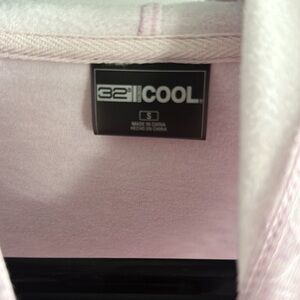 32° COOL
S
MADE IN CHINA
HECHO EN CHINA